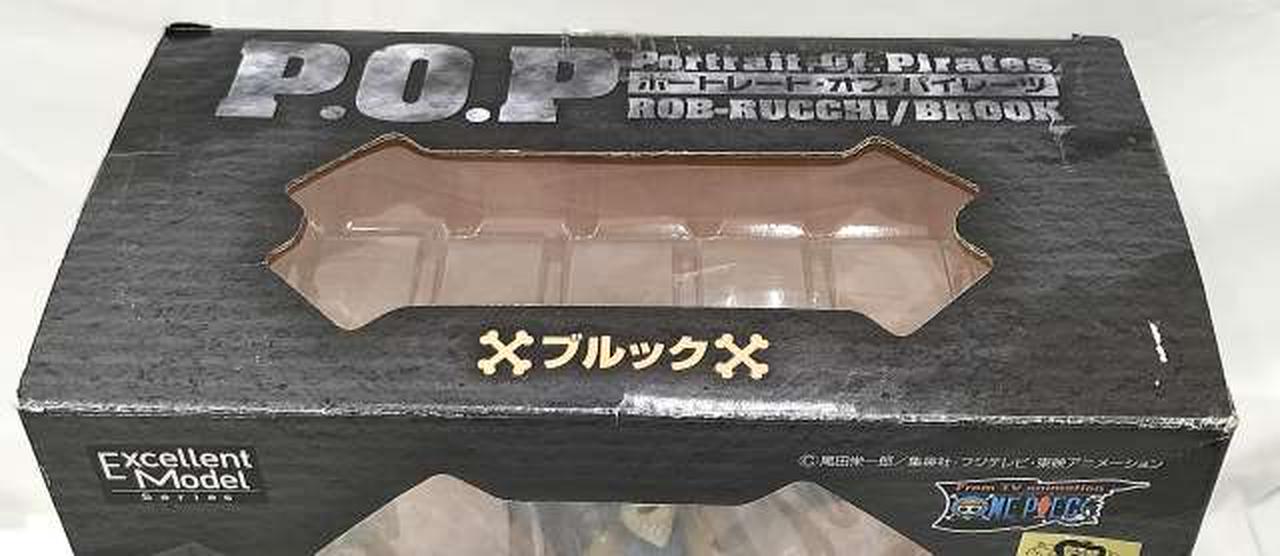 P.O.P
Portrait.Of.Pirates
ポートレート・オブ・パイレーツ
ROB-RUCCHI/BROOK
ブルック
Excellent
Model
Series
©尾田栄一郎/集英社・フジテレビ・東映アニメーション
From TV animation
ONE PIECE